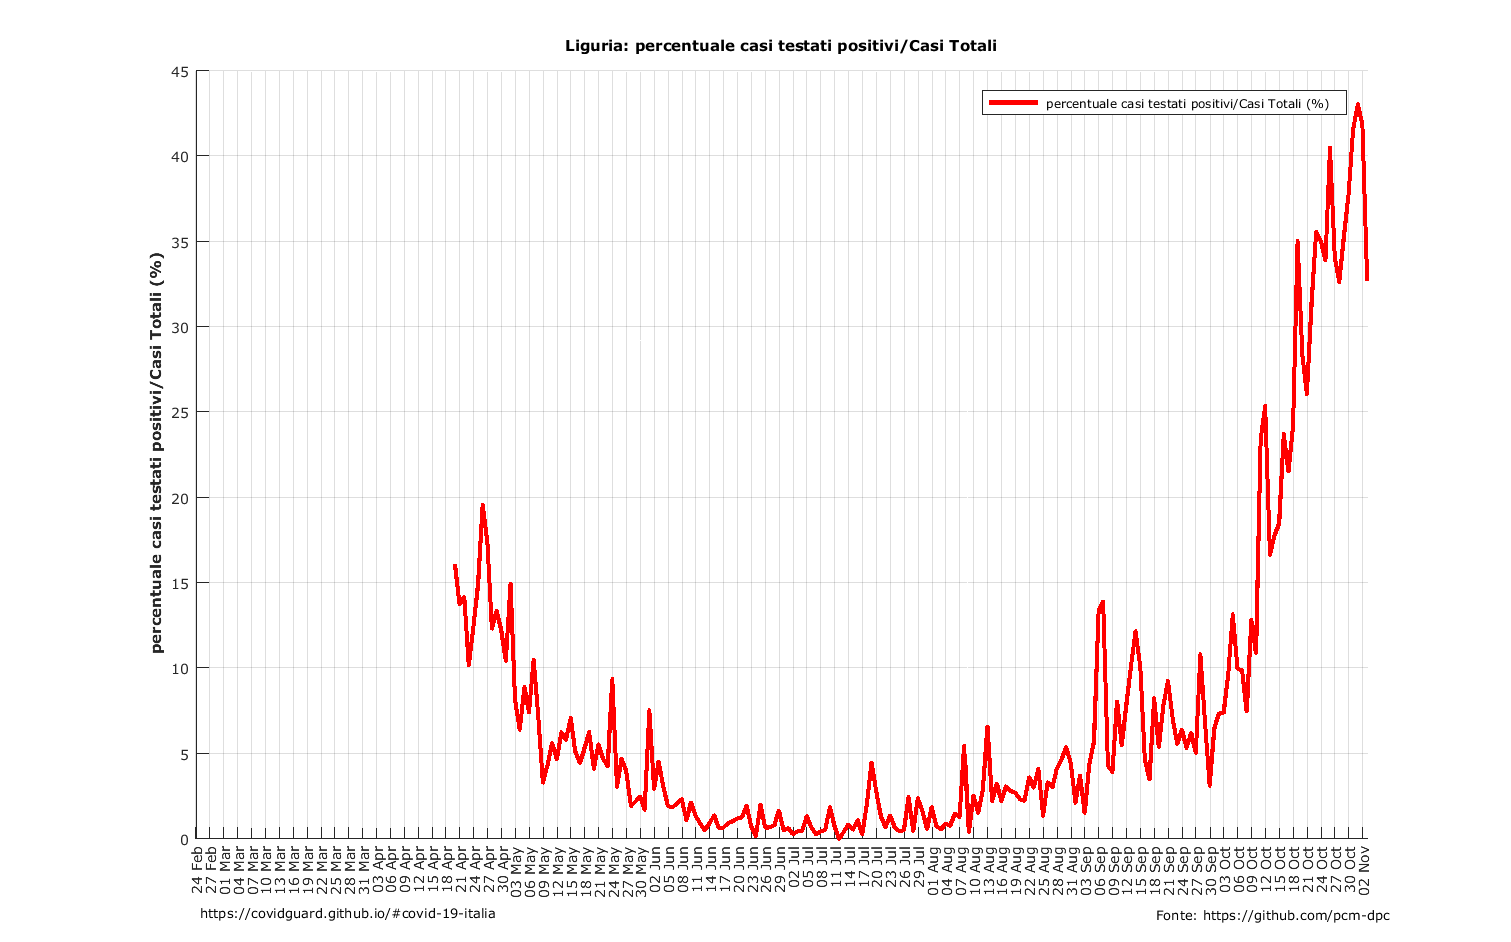 Liguria: percentuale casi testati positivi/Casi Totali
percentuale casi testati positivi/Casi Totali (%)
percentuale casi testati positivi/Casi Totali (%)
45
40
35
30
25
20
15
10
5
0
24 Feb
27 Feb
01 Mar
04 Mar
07 Mar
10 Mar
13 Mar
16 Mar
19 Mar
22 Mar
25 Mar
28 Mar
31 Mar
03 Apr
06 Apr
09 Apr
12 Apr
15 Apr
18 Apr
21 Apr
24 Apr
27 Apr
30 Apr
03 May
06 May
09 May
12 May
15 May
18 May
21 May
24 May
27 May
30 May
02 Jun
05 Jun
08 Jun
11 Jun
14 Jun
17 Jun
20 Jun
23 Jun
26 Jun
29 Jun
02 Jul
05 Jul
08 Jul
11 Jul
14 Jul
17 Jul
20 Jul
23 Jul
26 Jul
29 Jul
01 Aug
04 Aug
07 Aug
10 Aug
13 Aug
16 Aug
19 Aug
22 Aug
25 Aug
28 Aug
31 Aug
03 Sep
06 Sep
09 Sep
12 Sep
15 Sep
18 Sep
21 Sep
24 Sep
27 Sep
30 Sep
03 Oct
06 Oct
09 Oct
12 Oct
15 Oct
18 Oct
21 Oct
24 Oct
27 Oct
30 Oct
02 Nov
https://covidguard.github.io/#covid-19-italia
Fonte: https://github.com/pcm-dpc